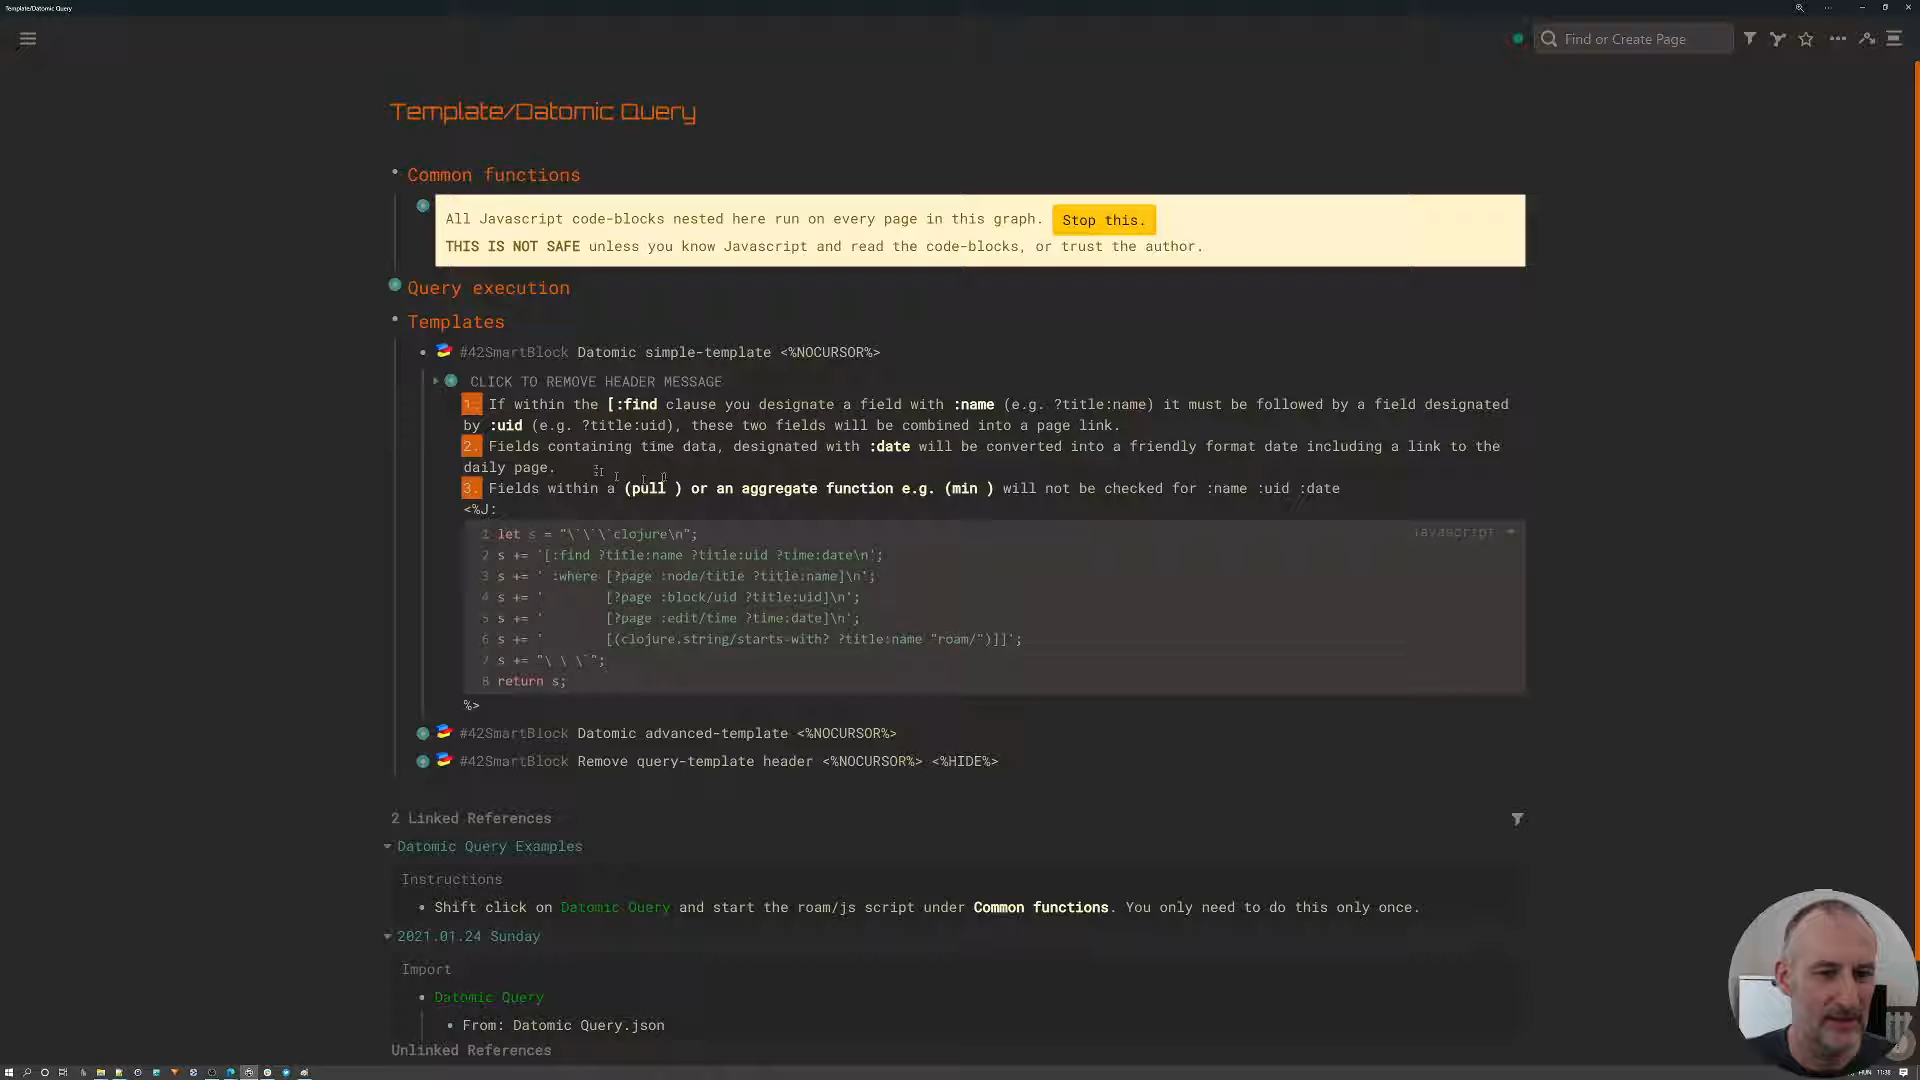 Template/Datomic Query
Find or Create Page
Template/Datomic Query
Common functions
All Javascript code-blocks nested here run on every page in this graph. Stop this.
THIS IS NOT SAFE unless you know Javascript and read the code-blocks, or trust the author.
Query execution
Templates
#42SmartBlock Datomic simple-template <%NOCURSOR%>
CLICK TO REMOVE HEADER MESSAGE
1. If within the [:find clause you designate a field with :name (e.g. ?title:name) it must be followed by a field designated
by :uid (e.g. ?title:uid), these two fields will be combined into a page link.
2. Fields containing time data, designated with :date will be converted into a friendly format date including a link to the
daily page.
3. Fields within a (pull ) or an aggregate function e.g. (min ) will not be checked for :name :uid :date
<%J:
javascript
1 let s = "\`\`\`clojure\n";
2 s += '[:find ?title:name ?title:uid ?time:date\n';
3 s += ' :where [?page :node/title ?title:name]\n';
4 s += '        [?page :block/uid ?title:uid]\n';
5 s += '        [?page :edit/time ?time:date]\n';
6 s += '        [(clojure.string/starts-with? ?title:name "roam/")]]';
7 s += "\`\`\`";
8 return s;
%>
#42SmartBlock Datomic advanced-template <%NOCURSOR%>
#42SmartBlock Remove query-template header <%NOCURSOR%> <%HIDE%>
2 Linked References
Datomic Query Examples
Instructions
Shift click on Datomic Query and start the roam/js script under Common functions. You only need to do this only once.
2021.01.24 Sunday
Import
Datomic Query
From: Datomic Query.json
Unlinked References
HUN 11:38